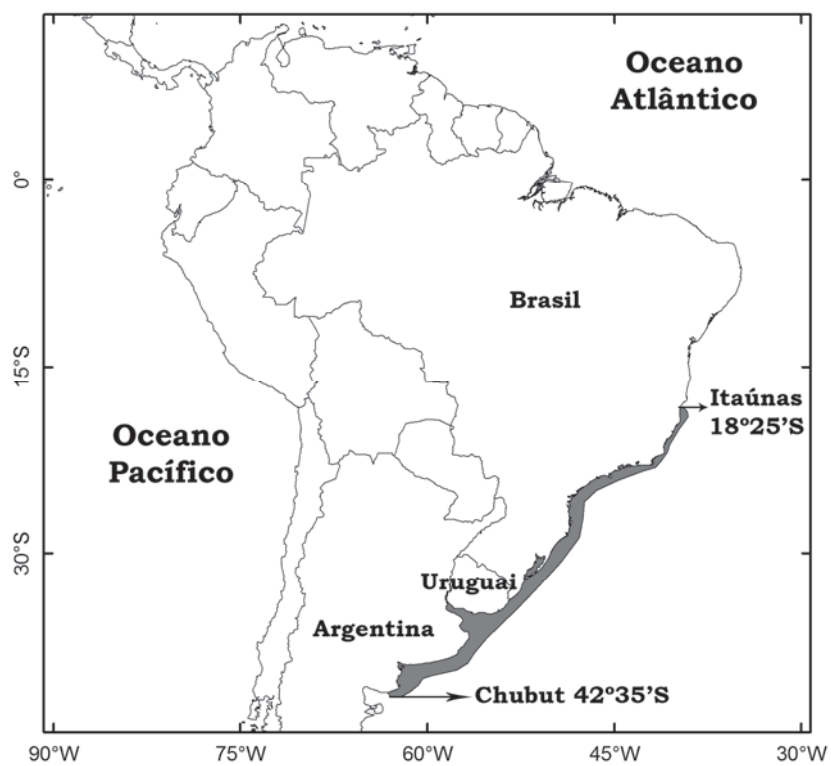 Oceano
Atlântico
0°
Brasil
15°S
Itaúnas
18º25’S
Oceano
Pacífico
30°S
Uruguai
Argentina
Chubut 42º35’S
90°W
75°W
60°W
45°W
30°W